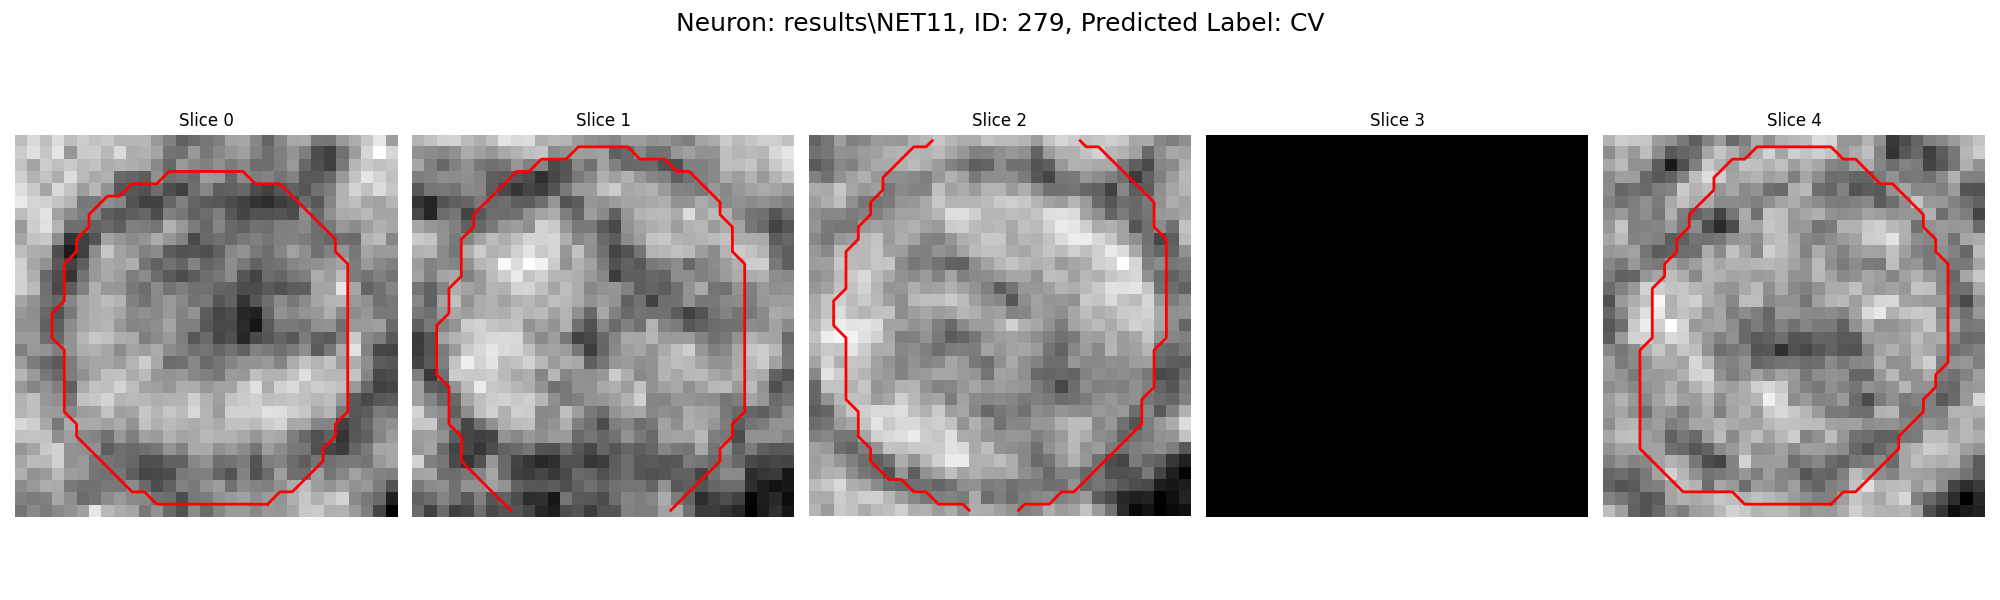 Neuron: results\NET11, ID: 279, Predicted Label: CV
Slice 0
Slice 1
Slice 2
Slice 3
Slice 4